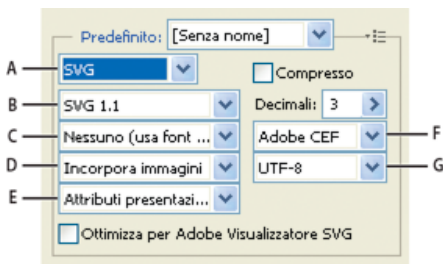 Predefinito: [Senza nome]
A SVG Compresso
B SVG 1.1 Decimali: 3
C Nessuno (usa font ... Adobe CEF F
D Incorpora immagini UTF-8 G
E Attributi presentazi...
Ottimizza per Adobe Visualizzatore SVG